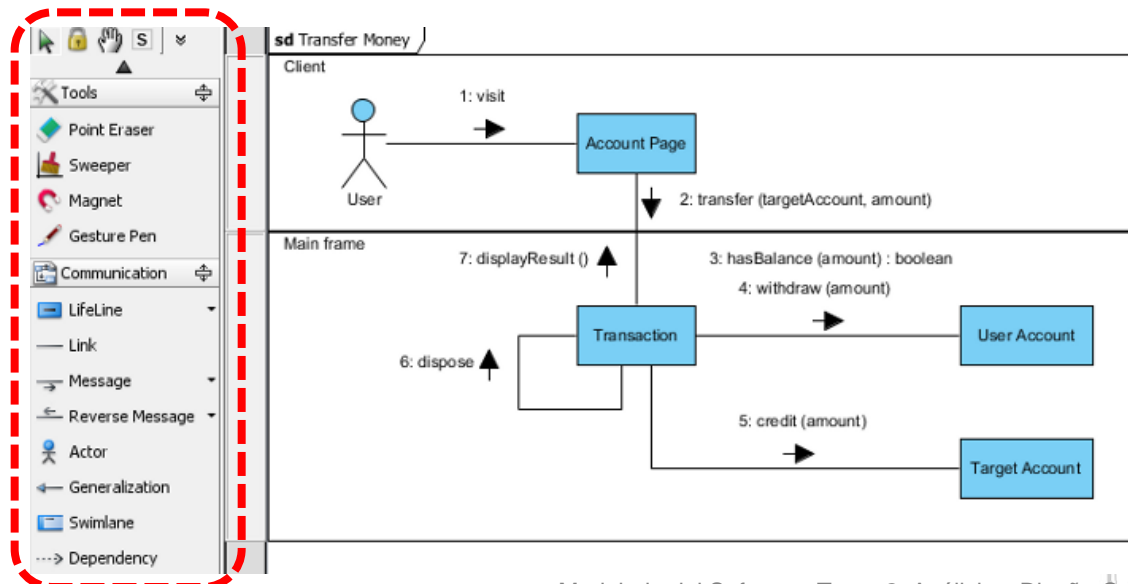 S
Tools
Point Eraser
Sweeper
Magnet
Gesture Pen
Communication
LifeLine
Link
Message
Reverse Message
Actor
Generalization
Swimlane
Dependency
sd Transfer Money
Client
1: visit
Account Page
User
2: transfer (targetAccount, amount)
Main frame
7: displayResult ()
3: hasBalance (amount) : boolean
4: withdraw (amount)
Transaction
User Account
6: dispose
5: credit (amount)
Target Account